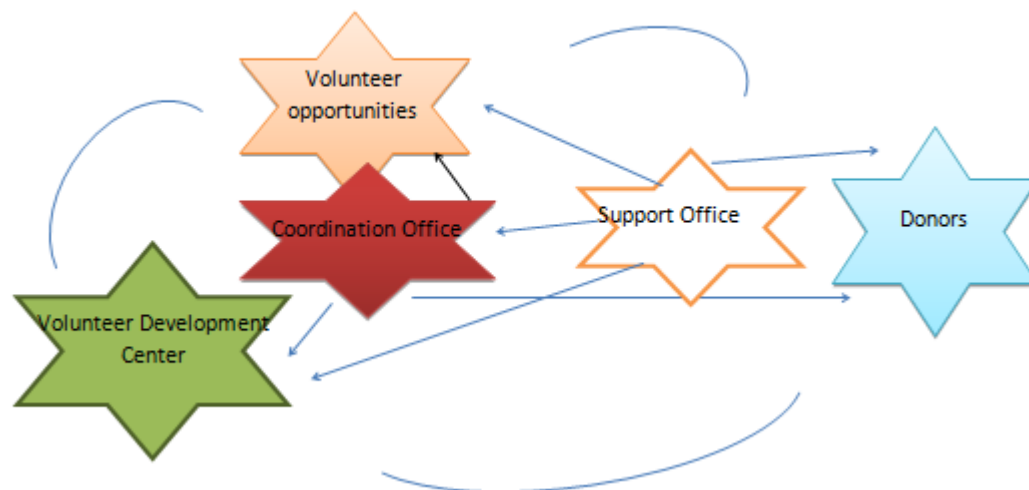 Volunteer
opportunities
Coordination Office
Support Office
Donors
Volunteer Development
Center